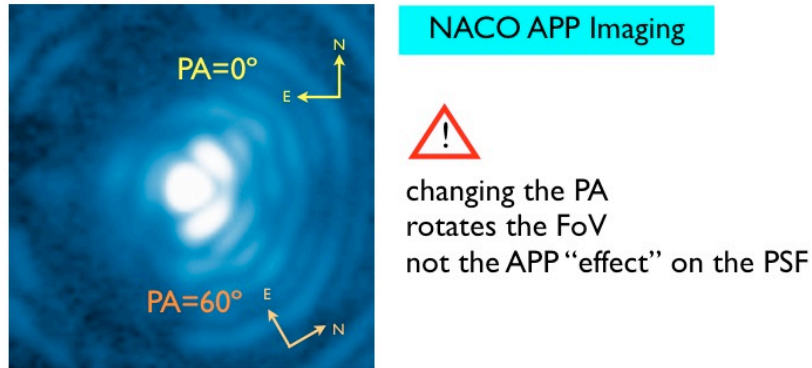 NACO APP Imaging
PA=0°
N
E
!
changing the PA
rotates the FoV
not the APP “effect” on the PSF
PA=60°
E
N